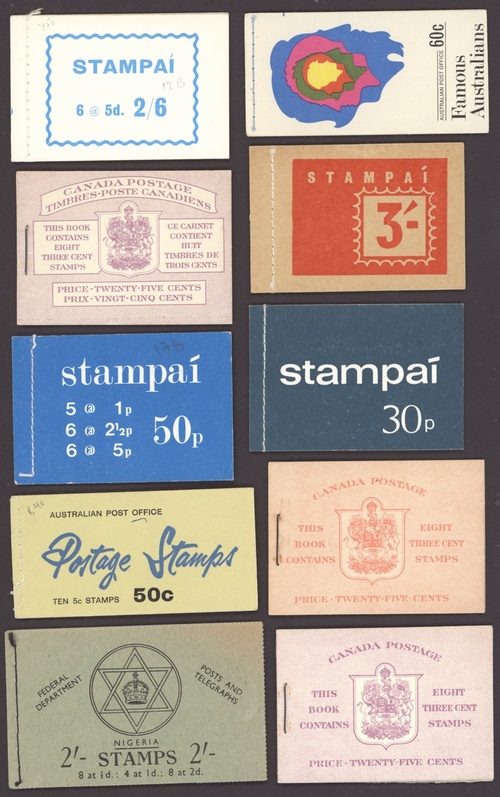 STAMPAÍ
6 @ 5d. 2/6
AUSTRALIAN POST OFFICE 60c
Famous
Australians
CANADA POSTAGE
TIMBRES-POSTE CANADIENS
THIS BOOK
CONTAINS
EIGHT
THREE CENT
STAMPS
CE CARNET
CONTIENT
HUIT
TIMBRES DE
TROIS CENTS
PRICE·TWENTY-FIVE CENTS
PRIX·VINGT-CINQ CENTS
STAMPAÍ
3'-
stampaí
5 @ 1p
6 @ 2½p
6 @ 5p
50p
stampaí
30p
AUSTRALIAN POST OFFICE
Postage Stamps
TEN 5c STAMPS 50c
CANADA POSTAGE
THIS
BOOK
CONTAINS
EIGHT
THREE CENT
STAMPS
PRICE·TWENTY-FIVE CENTS
FEDERAL
DEPARTMENT
POSTS AND
TELEGRAPHS
NIGERIA
2'- STAMPS 2'-
8 at 1d.; 4 at 1d.; 8 at 2d.
CANADA POSTAGE
THIS
BOOK
CONTAINS
EIGHT
THREE CENT
STAMPS
PRICE·TWENTY-FIVE CENTS